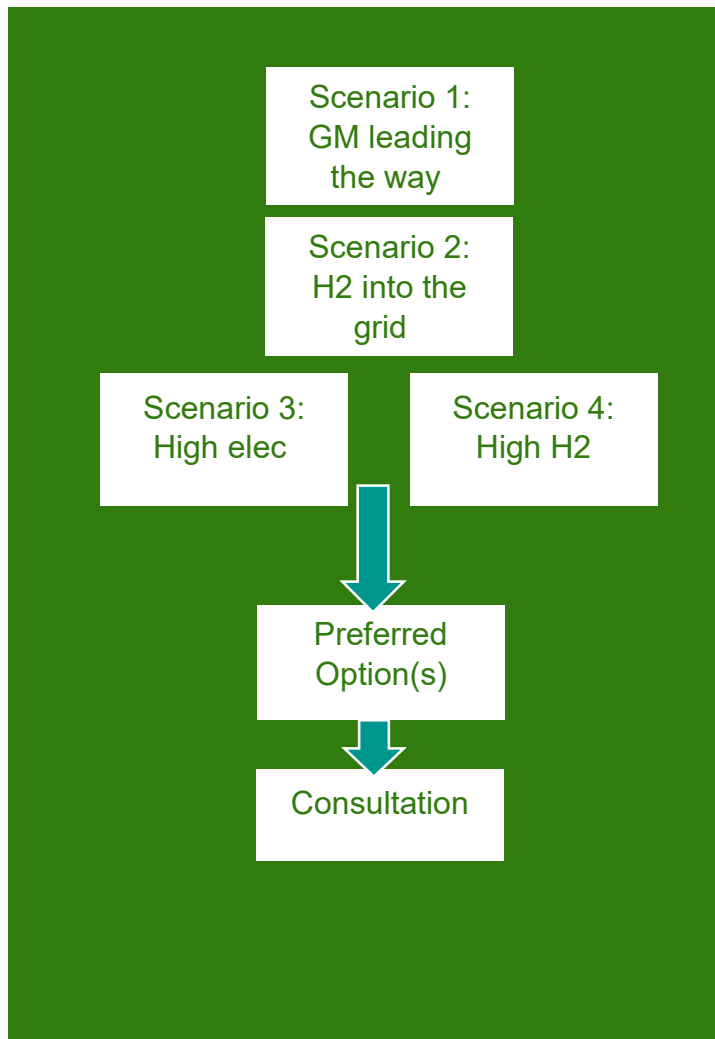 Scenario 1:
GM leading
the way
Scenario 2:
H2 into the
grid
Scenario 3:
High elec
Scenario 4:
High H2
Preferred
Option(s)
Consultation